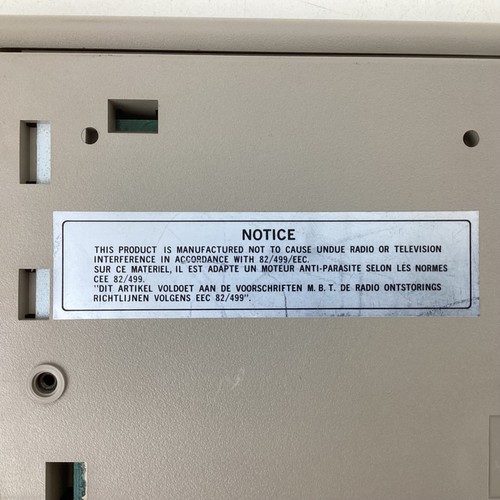 NOTICE
THIS PRODUCT IS MANUFACTURED NOT TO CAUSE UNDUE RADIO OR TELEVISION
INTERFERENCE IN ACCORDANCE WITH 82/499/EEC.
SUR CE MATERIEL, IL EST ADAPTE UN MOTEUR ANTI-PARASITE SELON LES NORMES
CEE 82/499.
"DIT ARTIKEL VOLDOET AAN DE VOORSCHRIFTEN M.B.T. DE RADIO ONTSTORINGS
RICHTLIJNEN VOLGENS EEC 82/499".